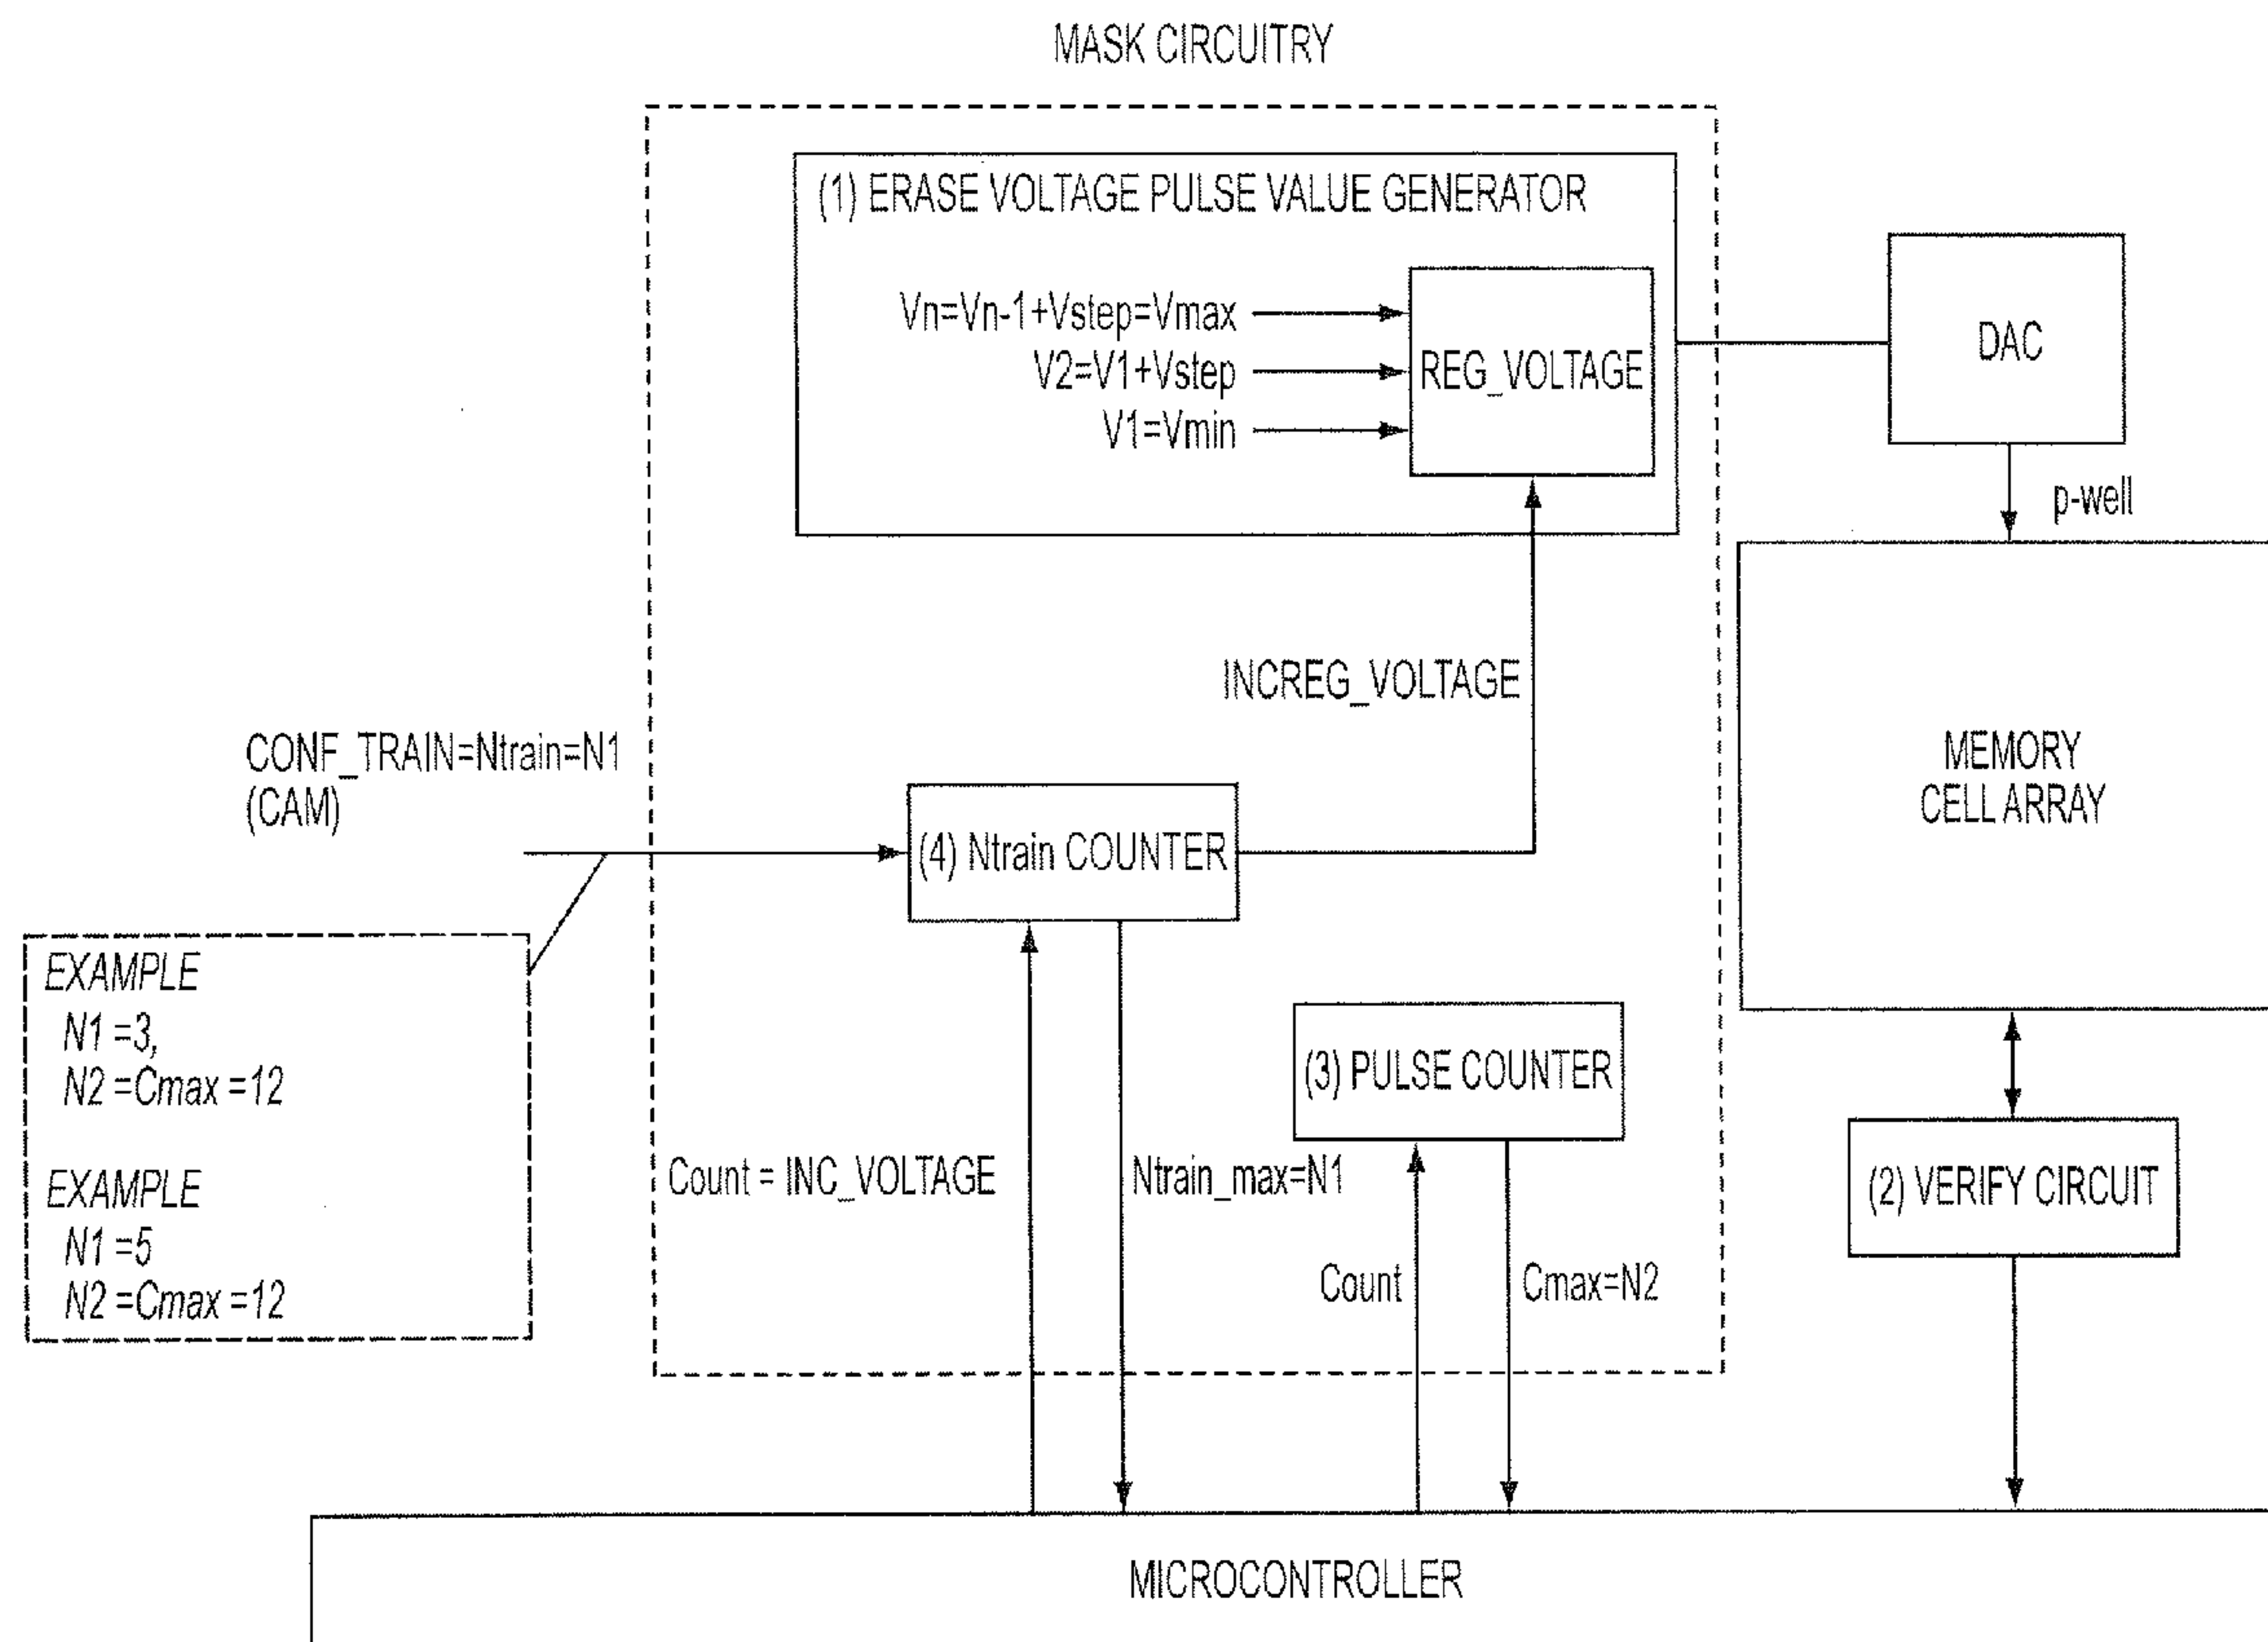 MASK CIRCUITRY
(1) ERASE VOLTAGE PULSE VALUE GENERATOR
Vn=Vn-1+Vstep=Vmax
V2=V1+Vstep
V1=Vmin
REG_VOLTAGE
DAC
p-well
INCREG_VOLTAGE
CONF_TRAIN=Ntrain=N1
(CAM)
(4) Ntrain COUNTER
MEMORY
CELL ARRAY
EXAMPLE
N1 =3,
N2 =Cmax =12
EXAMPLE
N1 =5
N2 =Cmax =12
(3) PULSE COUNTER
Count = INC_VOLTAGE
Ntrain_max=N1
(2) VERIFY CIRCUIT
Count
Cmax=N2
MICROCONTROLLER